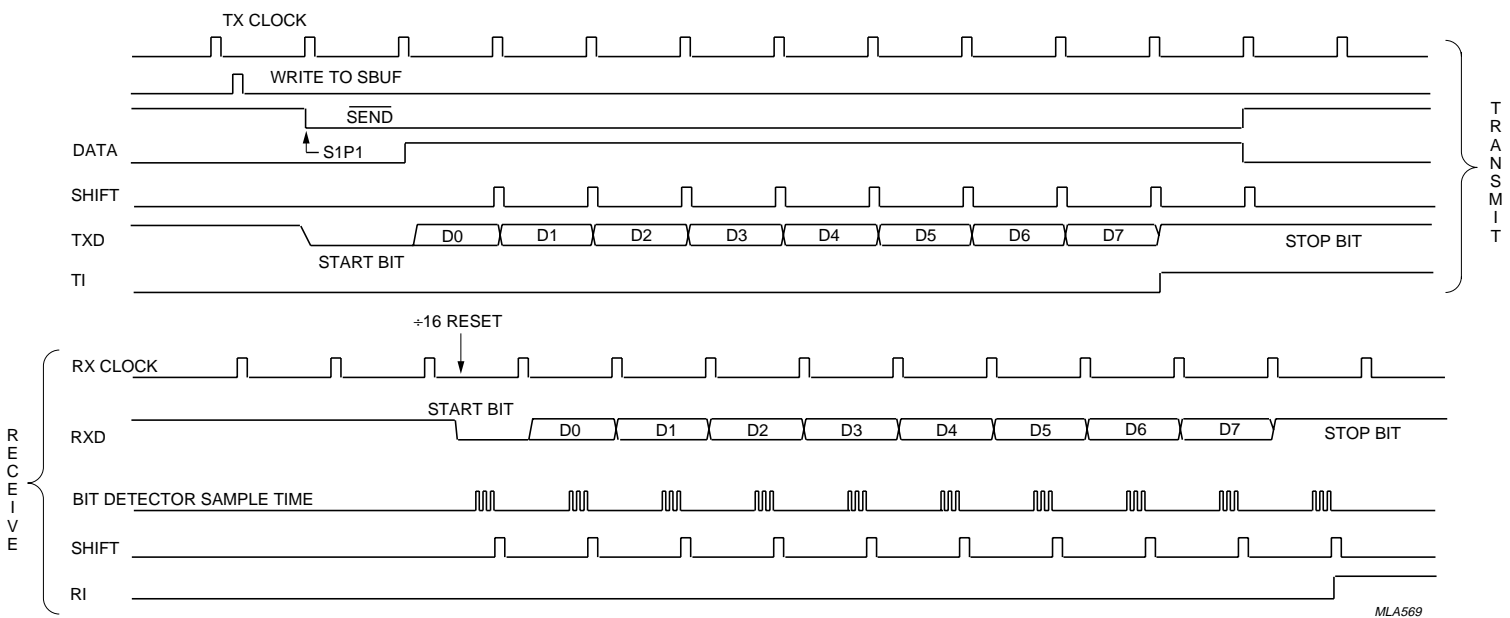 TX CLOCK
WRITE TO SBUF
SEND
S1P1
DATA
SHIFT
TXD
START BIT
D0 D1 D2 D3 D4 D5 D6 D7
STOP BIT
TI
TRANSMIT
÷16 RESET
RX CLOCK
START BIT
RXD
D0 D1 D2 D3 D4 D5 D6 D7
STOP BIT
BIT DETECTOR SAMPLE TIME
SHIFT
RI
RECEIVE
MLA569